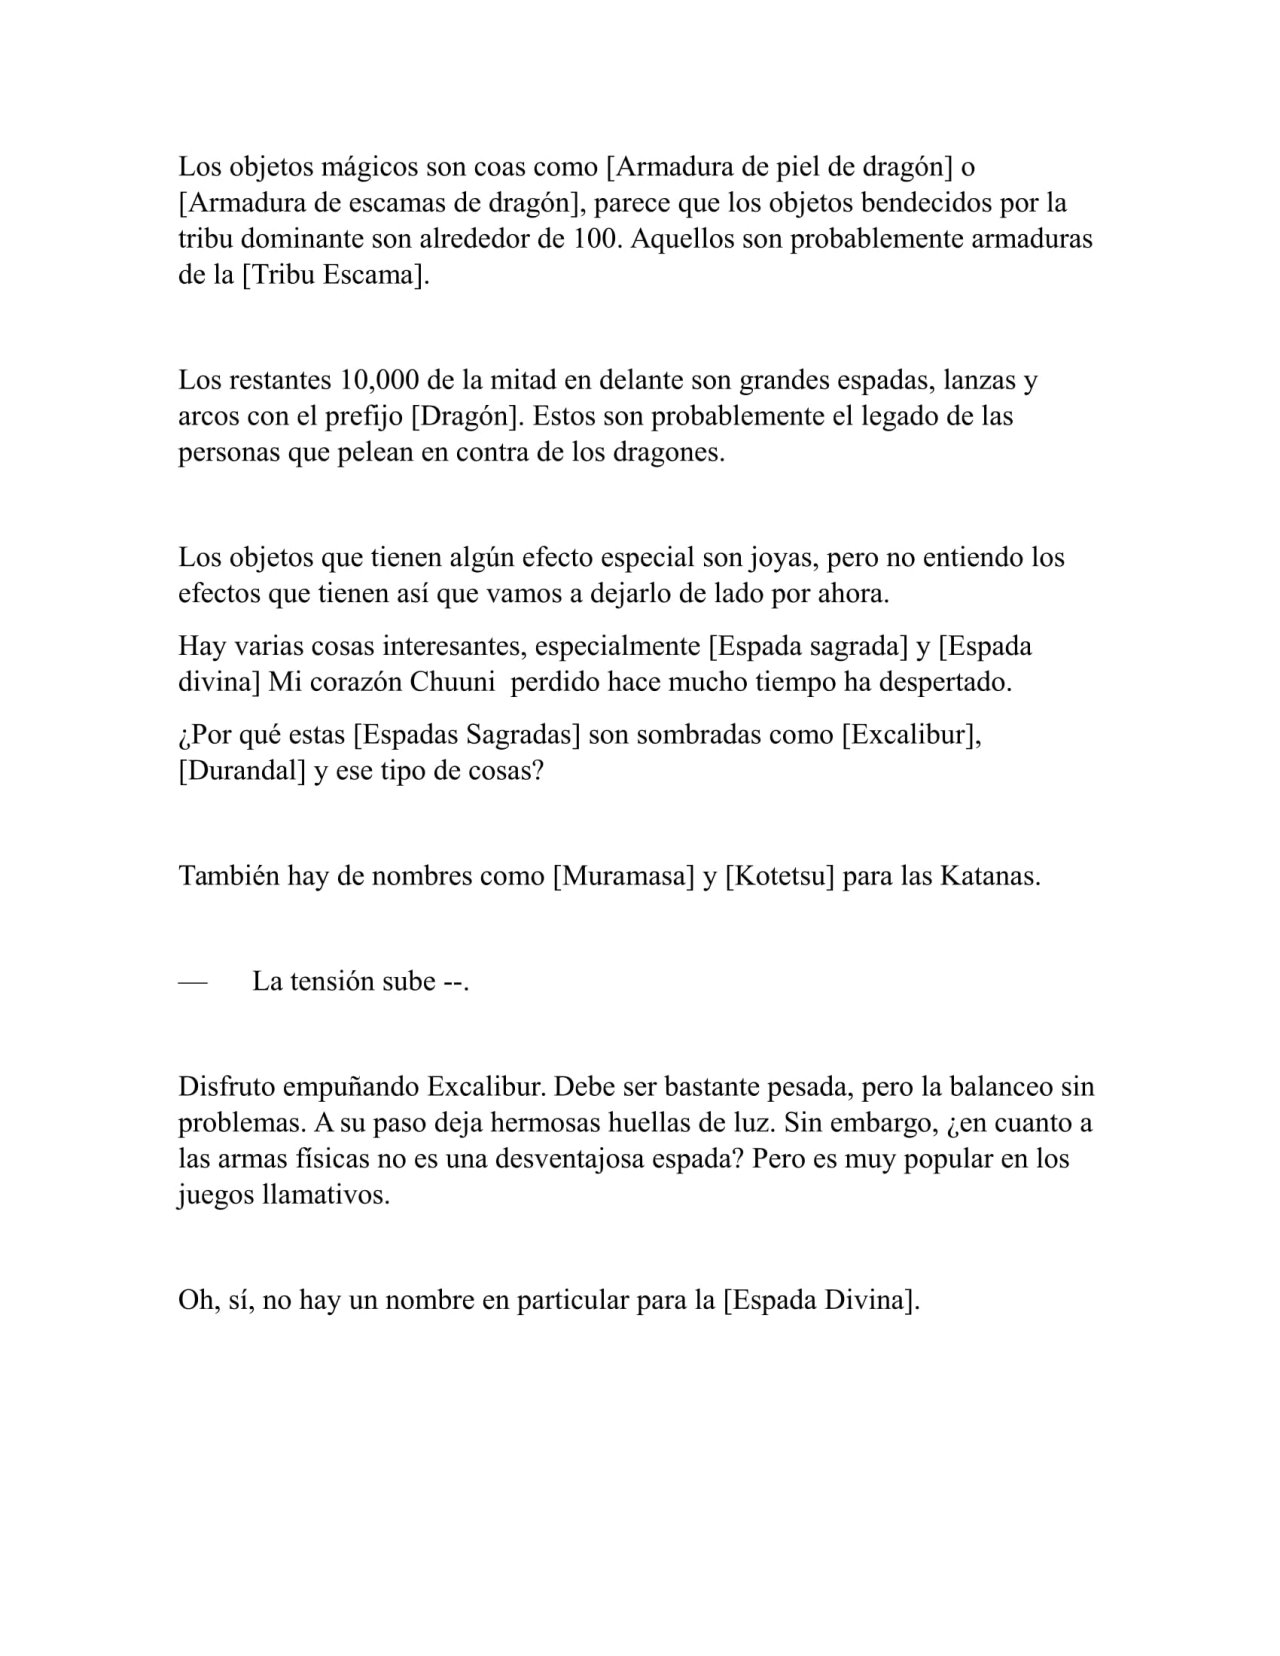 Los objetos mágicos son coas como [Armadura de piel de dragón] o
[Armadura de escamas de dragón], parece que los objetos bendecidos por la
tribu dominante son alrededor de 100. Aquellos son probablemente armaduras
de la [Tribu Escama].
Los restantes 10,000 de la mitad en delante son grandes espadas, lanzas y
arcos con el prefijo [Dragón]. Estos son probablemente el legado de las
personas que pelean en contra de los dragones.
Los objetos que tienen algún efecto especial son joyas, pero no entiendo los
efectos que tienen así que vamos a dejarlo de lado por ahora.
Hay varias cosas interesantes, especialmente [Espada sagrada] y [Espada
divina] Mi corazón Chuuni  perdido hace mucho tiempo ha despertado.
¿Por qué estas [Espadas Sagradas] son sombradas como [Excalibur],
[Durandal] y ese tipo de cosas?
También hay de nombres como [Muramasa] y [Kotetsu] para las Katanas.
— La tensión sube --.
Disfruto empuñando Excalibur. Debe ser bastante pesada, pero la balanceo sin
problemas. A su paso deja hermosas huellas de luz. Sin embargo, ¿en cuanto a
las armas físicas no es una desventajosa espada? Pero es muy popular en los
juegos llamativos.
Oh, sí, no hay un nombre en particular para la [Espada Divina].